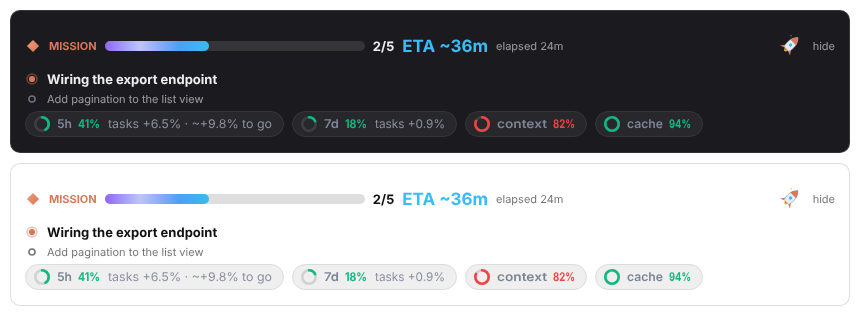 MISSION 2/5 ETA ~36m elapsed 24m hide
Wiring the export endpoint
Add pagination to the list view
5h 41% tasks +6.5% · ~+9.8% to go 7d 18% tasks +0.9% context 82% cache 94%
MISSION 2/5 ETA ~36m elapsed 24m hide
Wiring the export endpoint
Add pagination to the list view
5h 41% tasks +6.5% · ~+9.8% to go 7d 18% tasks +0.9% context 82% cache 94%